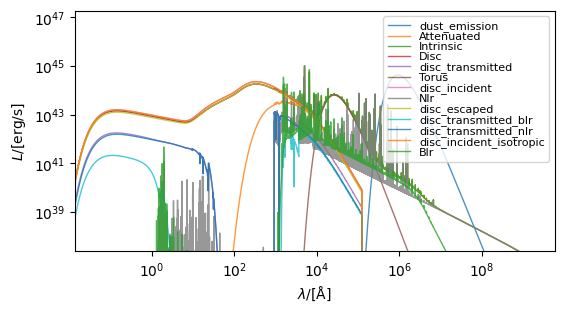 10^47
10^45
10^43
10^41
10^39
L/[erg/s]
dust_emission
Attenuated
Intrinsic
Disc
disc_transmitted
Torus
disc_incident
Nlr
disc_escaped
disc_transmitted_blr
disc_transmitted_nlr
disc_incident_isotropic
Blr
10^0
10^2
10^4
10^6
10^8
λ/[Å]